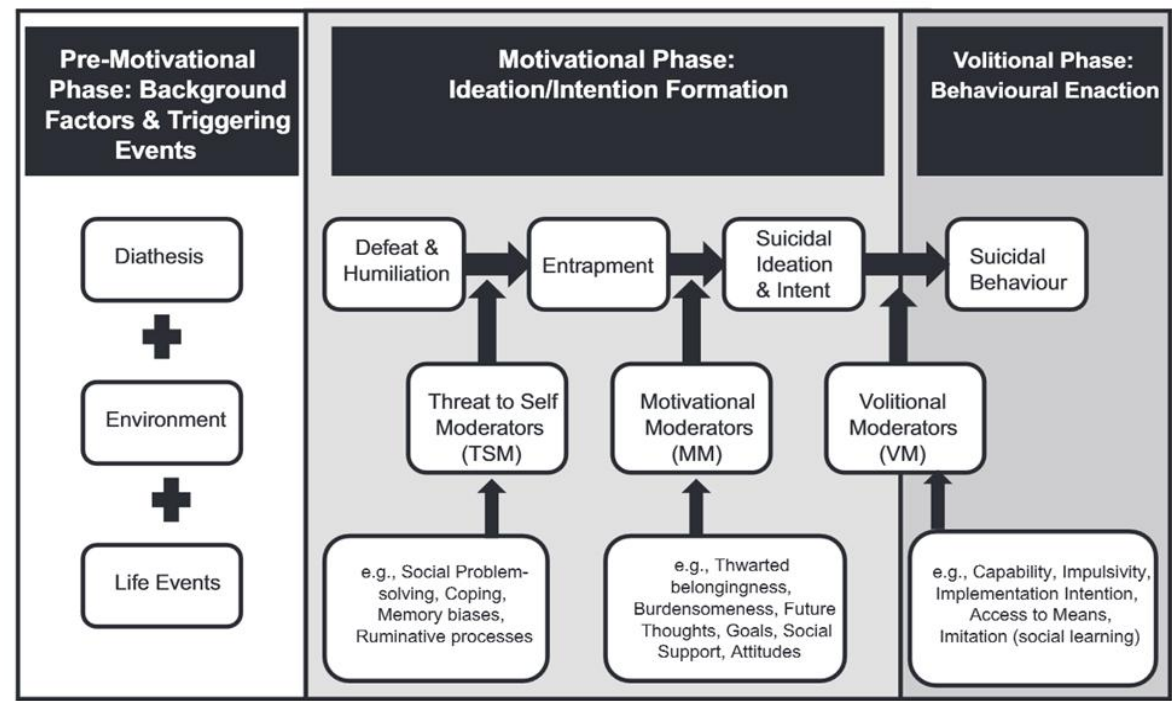 Pre-Motivational
Phase: Background
Factors & Triggering
Events
Motivational Phase:
Ideation/Intention Formation
Volitional Phase:
Behavioural Enaction
Diathesis
Environment
Life Events
Defeat &
Humiliation
Entrapment
Suicidal
Ideation
& Intent
Suicidal
Behaviour
Threat to Self
Moderators
(TSM)
Motivational
Moderators
(MM)
Volitional
Moderators
(VM)
e.g., Social Problem-
solving, Coping,
Memory biases,
Ruminative processes
e.g., Thwarted
belongingness,
Burdensomeness, Future
Thoughts, Goals, Social
Support, Attitudes
e.g., Capability, Impulsivity,
Implementation Intention,
Access to Means,
Imitation (social learning)